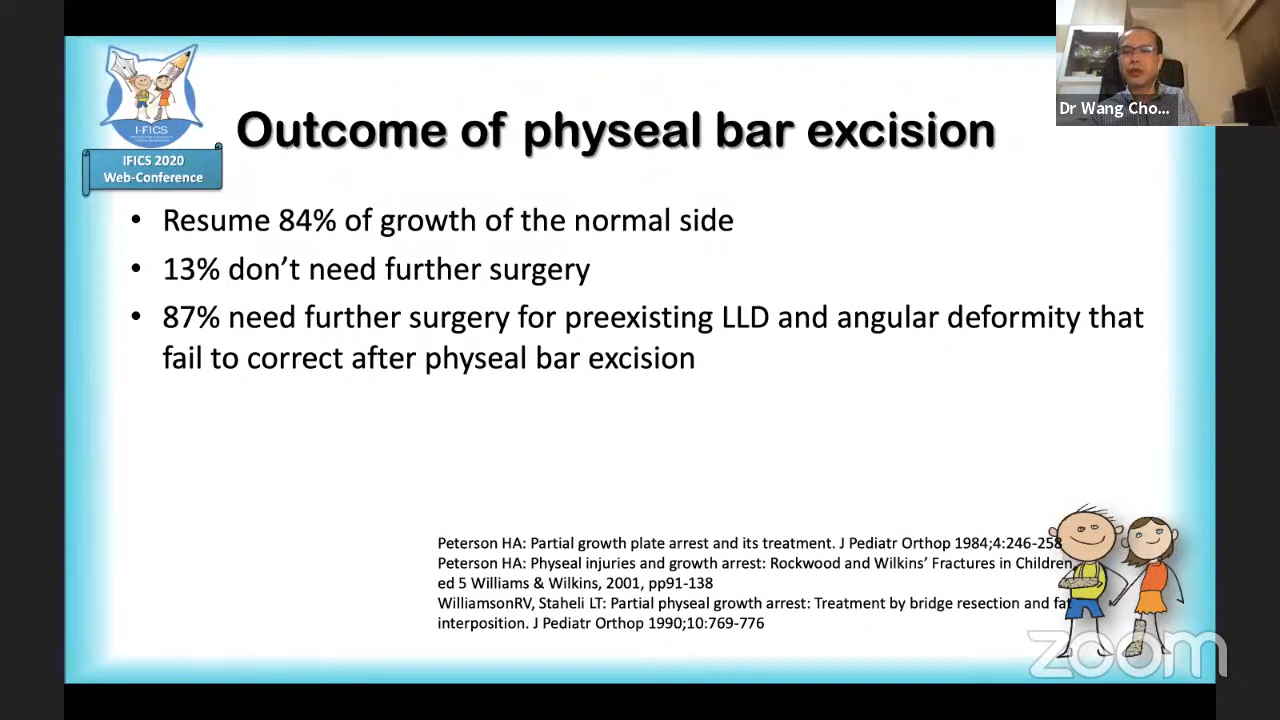 I-FICS
IFICS 2020
Web-Conference
Dr Wang Cho...
Outcome of physeal bar excision
• Resume 84% of growth of the normal side
• 13% don’t need further surgery
• 87% need further surgery for preexisting LLD and angular deformity that
fail to correct after physeal bar excision
Peterson HA: Partial growth plate arrest and its treatment. J Pediatr Orthop 1984;4:246-258
Peterson HA: Physeal injuries and growth arrest: Rockwood and Wilkins’ Fractures in Children,
ed 5 Williams & Wilkins, 2001, pp91-138
WilliamsonRV, Staheli LT: Partial physeal growth arrest: Treatment by bridge resection and fat
interposition. J Pediatr Orthop 1990;10:769-776
zoom